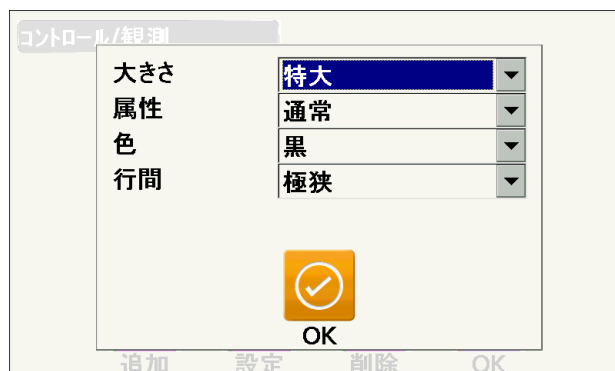 コントロール/観測
大きさ 特大
属性 通常
色 黒
行間 極狭
OK
追加 設定 削除 OK